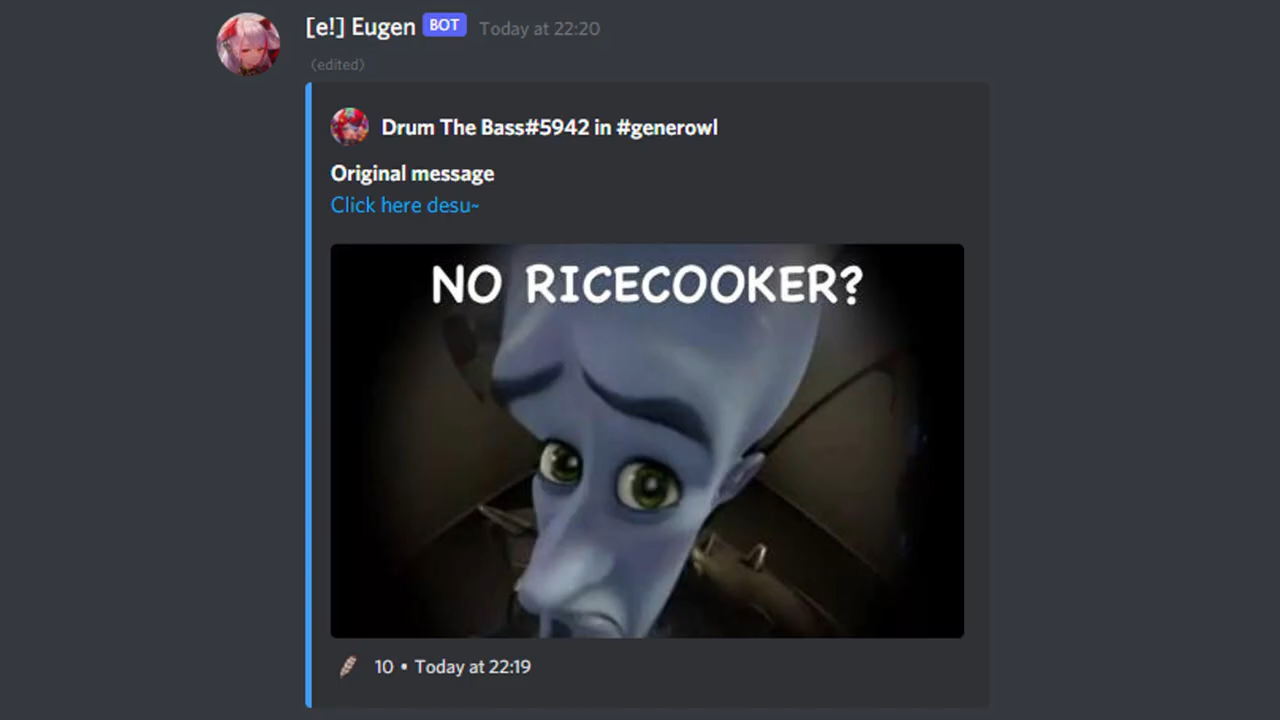 [e!] Eugen BOT Today at 22:20
(edited)
Drum The Bass#5942 in #generowl
Original message
Click here desu~
NO RICECOOKER?
10 • Today at 22:19